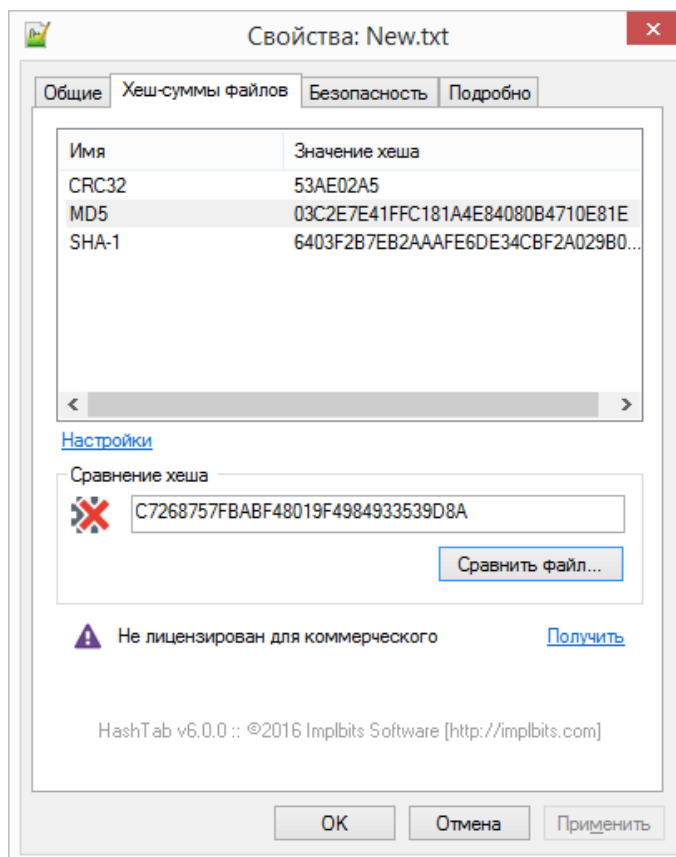 Свойства: New.txt
Общие Хеш-суммы файлов Безопасность Подробно
Имя Значение хеша
CRC32 53AE02A5
MD5 03C2E7E41FFC181A4E84080B4710E81E
SHA-1 6403F2B7EB2AAAFE6DE34CBF2A029B0...
Настройки
Сравнение хеша
C7268757FBABF48019F4984933539D8A
Сравнить файл...
Не лицензирован для коммерческого Получить
HashTab v6.0.0 :: ©2016 Implbits Software [http://implbits.com]
OK Отмена Применить